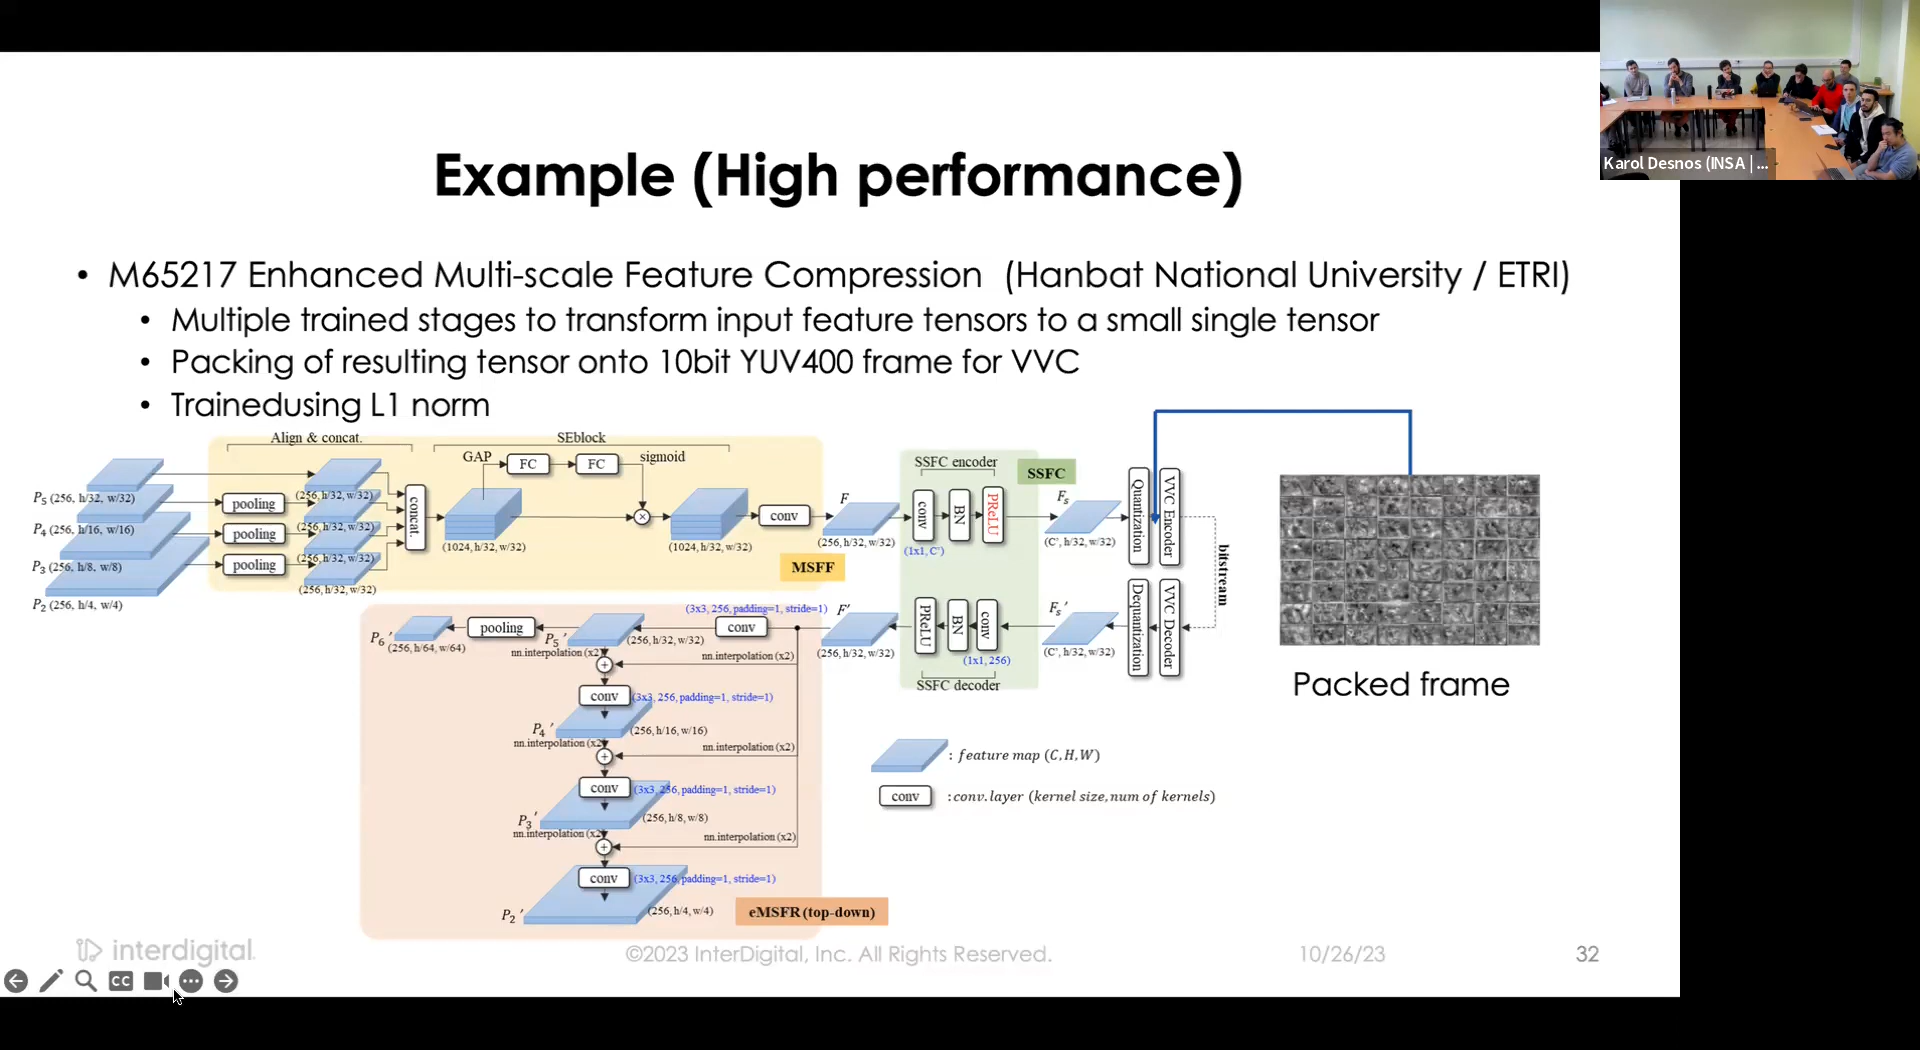 Karol Desnos (INSA | ...
Example (High performance)
• M65217 Enhanced Multi-scale Feature Compression (Hanbat National University / ETRI)
• Multiple trained stages to transform input feature tensors to a small single tensor
• Packing of resulting tensor onto 10bit YUV400 frame for VVC
• Trainedusing L1 norm
Align & concat.
SEblock
GAP
FC
FC
sigmoid
P5 (256, h/32, w/32)
P4 (256, h/16, w/16)
P3 (256, h/8, w/8)
P2 (256, h/4, w/4)
pooling
pooling
pooling
(256, h/32, w/32)
(256, h/32, w/32)
(256, h/32, w/32)
(256, h/32, w/32)
concat.
(1024, h/32, w/32)
×
(1024, h/32, w/32)
conv
MSFF
F
(256, h/32, w/32)
SSFC encoder
SSFC
conv
BN
PReLU
(1x1, C')
Fs
(C', h/32, w/32)
Quantization
VVC Encoder
bitstream
Dequantization
VVC Decoder
Fs'
(C', h/32, w/32)
PReLU
BN
conv
(1x1, 256)
SSFC decoder
F'
(256, h/32, w/32)
(3x3, 256, padding=1, stride=1)
conv
P6'
(256, h/64, w/64)
pooling
P5'
(256, h/32, w/32)
nn.interpolation (x2)
nn.interpolation (x2)
+
conv
(3x3, 256, padding=1, stride=1)
P4'
(256, h/16, w/16)
nn.interpolation (x2)
nn.interpolation (x2)
+
conv
(3x3, 256, padding=1, stride=1)
P3'
(256, h/8, w/8)
nn.interpolation (x2)
nn.interpolation (x2)
+
conv
(3x3, 256, padding=1, stride=1)
P2'
(256, h/4, w/4)
eMSFR (top-down)
Packed frame
: feature map (C, H, W)
conv
: conv. layer (kernel size, num of kernels)
interdigital
©2023 InterDigital, Inc. All Rights Reserved.
10/26/23
32
CC